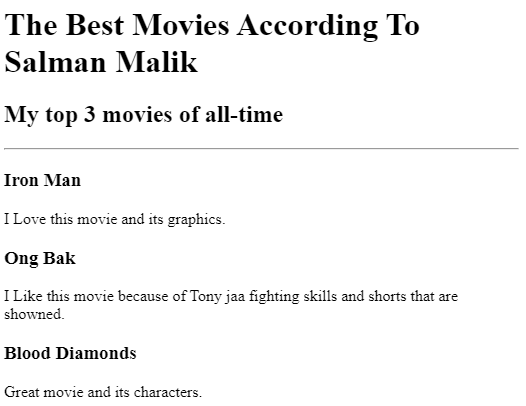 The Best Movies According To
Salman Malik
My top 3 movies of all-time
Iron Man
I Love this movie and its graphics.
Ong Bak
I Like this movie because of Tony jaa fighting skills and shorts that are
showned.
Blood Diamonds
Great movie and its characters.